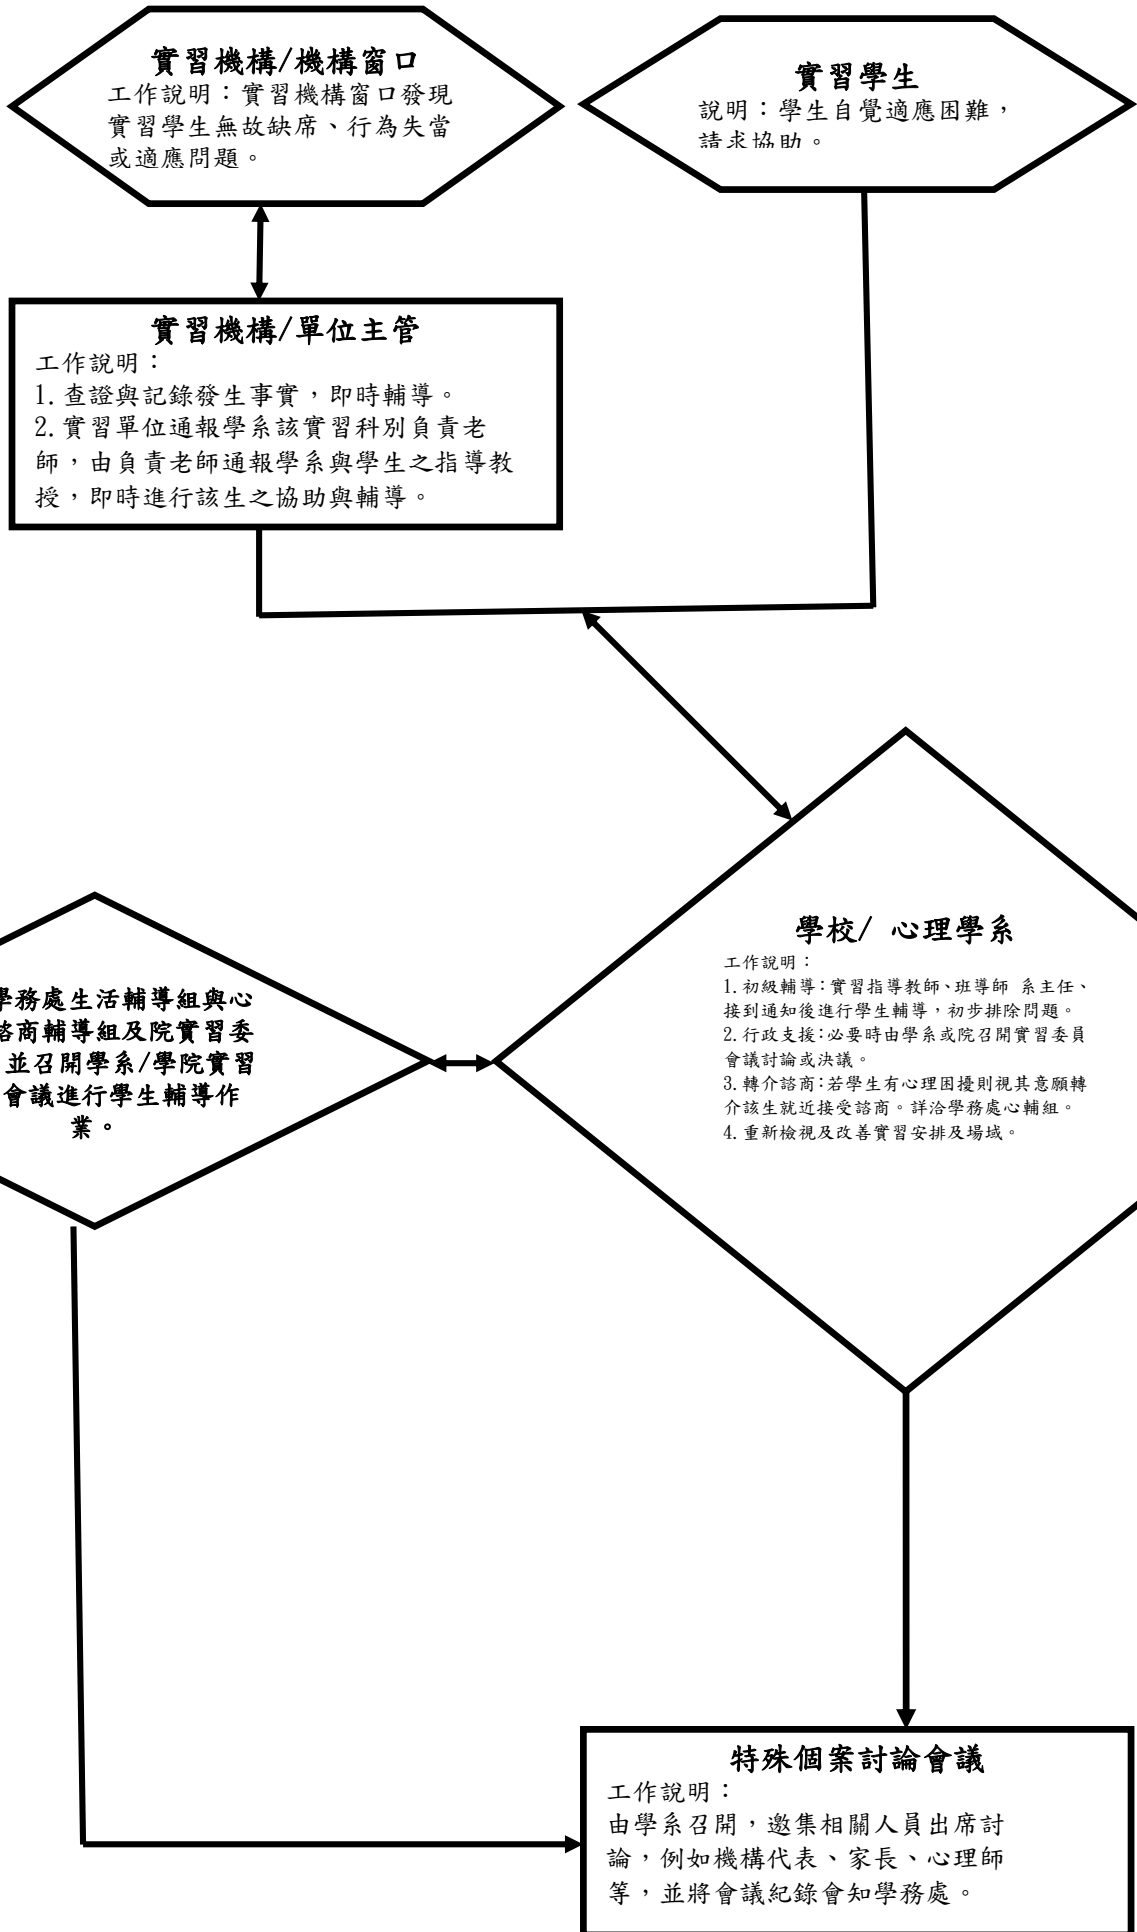 實習機構/機構窗口
工作說明：實習機構窗口發現
實習學生無故缺席、行為失當
或適應問題。
實習學生
說明：學生自覺適應困難，
請求協助。
實習機構/單位主管
工作說明：
1.查證與記錄發生事實，即時輔導。
2.實習單位通報學系該實習科別負責老
師，由負責老師通報學系與學生之指導教
授，即時進行該生之協助與輔導。
學校/ 心理學系
工作說明：
1.初級輔導：實習指導教師、班導師 系主任、
接到通知後進行學生輔導，初步排除問題。
2.行政支援：必要時由學系或院召開實習委員
會議討論或決議。
3.轉介諮商：若學生有心理困擾則視其意願轉
介該生就近接受諮商。詳洽學務處心輔組。
4.重新檢視及改善實習安排及場域。
學務處生活輔導組與心
諮商輔導組及院實習委
並召開學系/學院實習
會議進行學生輔導作
業。
特殊個案討論會議
工作說明：
由學系召開，邀集相關人員出席討
論，例如機構代表、家長、心理師
等，並將會議紀錄會知學務處。